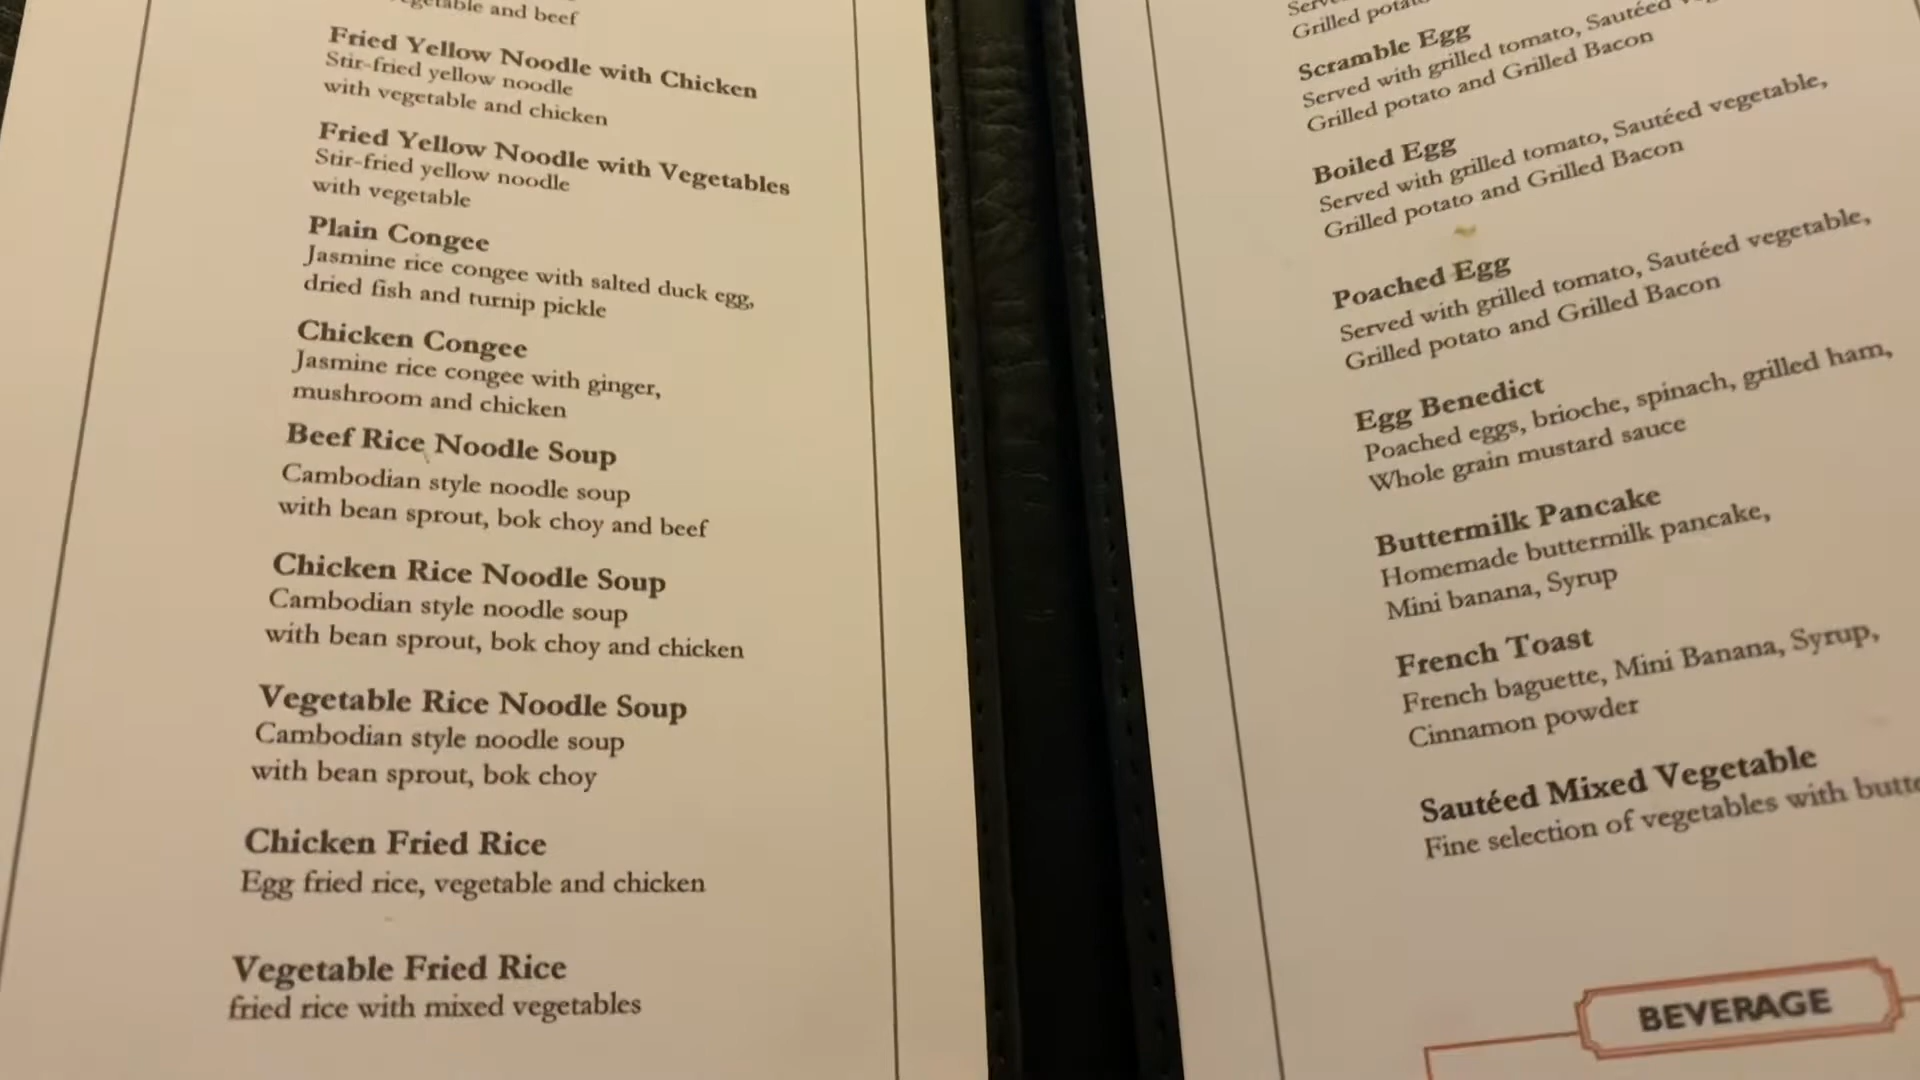 vegetable and beef
Fried Yellow Noodle with Chicken
Stir-fried yellow noodle
with vegetable and chicken
Fried Yellow Noodle with Vegetables
Stir-fried yellow noodle
with vegetable
Plain Congee
Jasmine rice congee with salted duck egg,
dried fish and turnip pickle
Chicken Congee
Jasmine rice congee with ginger,
mushroom and chicken
Beef Rice Noodle Soup
Cambodian style noodle soup
with bean sprout, bok choy and beef
Chicken Rice Noodle Soup
Cambodian style noodle soup
with bean sprout, bok choy and chicken
Vegetable Rice Noodle Soup
Cambodian style noodle soup
with bean sprout, bok choy
Chicken Fried Rice
Egg fried rice, vegetable and chicken
Vegetable Fried Rice
fried rice with mixed vegetables
Grilled
Scramble Egg
Served with grilled tomato, Sautéed
Grilled potato and Grilled Bacon
Boiled Egg
Served with grilled tomato, Sautéed vegetable,
Grilled potato and Grilled Bacon
Poached Egg
Served with grilled tomato, Sautéed vegetable,
Grilled potato and Grilled Bacon
Egg Benedict
Poached eggs, brioche, spinach, grilled ham,
Whole grain mustard sauce
Buttermilk Pancake
Homemade buttermilk pancake,
Mini banana, Syrup
French Toast
French baguette, Mini Banana, Syrup,
Cinnamon powder
Sautéed Mixed Vegetable
Fine selection of vegetables with
BEVERAGE